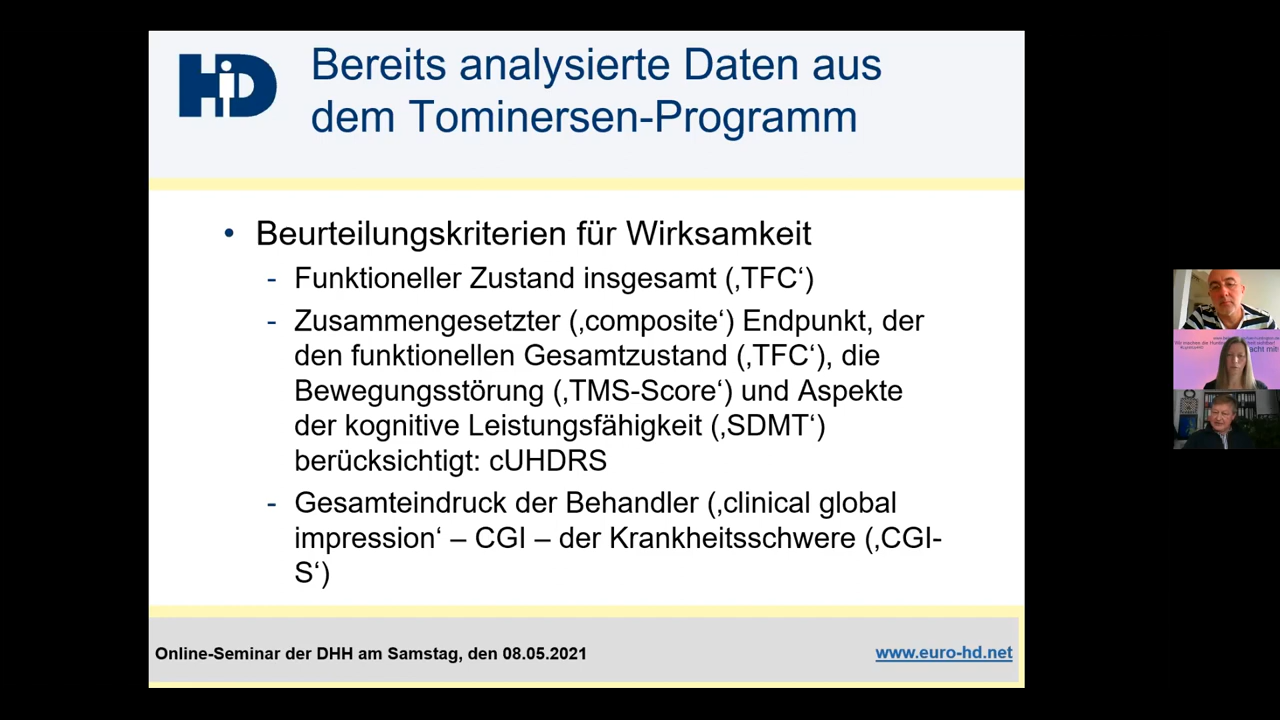 HD
Bereits analysierte Daten aus
dem Tominersen-Programm
• Beurteilungskriterien für Wirksamkeit
- Funktioneller Zustand insgesamt (‚TFC‘)
- Zusammengesetzter (‚composite‘) Endpunkt, der
den funktionellen Gesamtzustand (‚TFC‘), die
Bewegungsstörung (‚TMS-Score‘) und Aspekte
der kognitive Leistungsfähigkeit (‚SDMT‘)
berücksichtigt: cUHDRS
- Gesamteindruck der Behandler (‚clinical global
impression‘ – CGI – der Krankheitsschwere (‚CGI-
S‘)
Online-Seminar der DHH am Samstag, den 08.05.2021
www.euro-hd.net